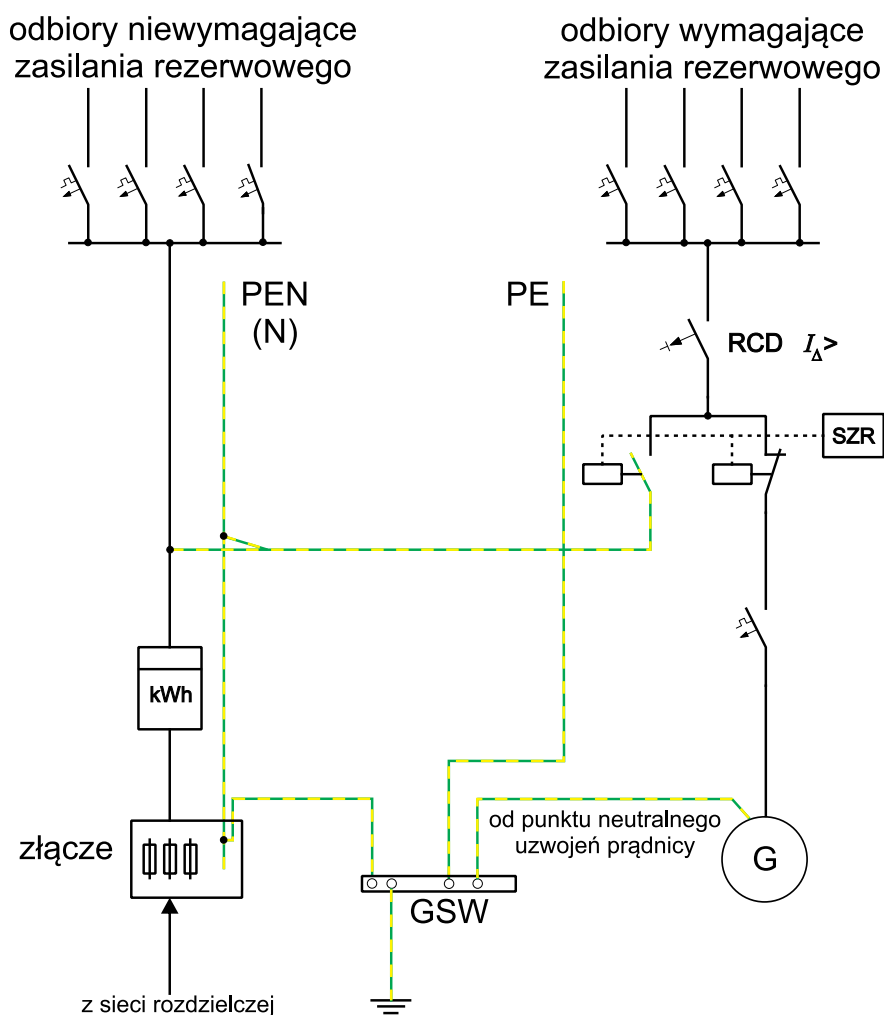 odbiory niewymagające
zasilania rezerwowego
odbiory wymagające
zasilania rezerwowego
PEN
(N)
PE
RCD I∆>
SZR
kWh
złącze
od punktu neutralnego
uzwojeń prądnicy
G
GSW
z sieci rozdzielczej